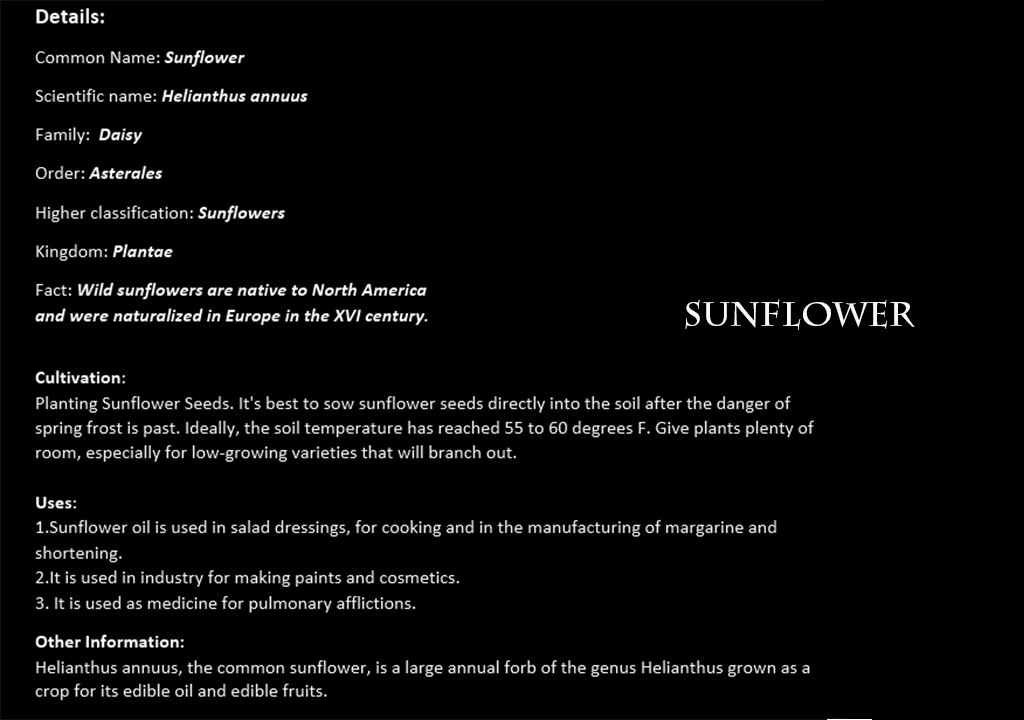 Details:
Common Name: Sunflower
Scientific name: Helianthus annuus
Family:  Daisy
Order: Asterales
Higher classification: Sunflowers
Kingdom: Plantae
Fact: Wild sunflowers are native to North America
and were naturalized in Europe in the XVI century.
SUNFLOWER
Cultivation:
Planting Sunflower Seeds. It's best to sow sunflower seeds directly into the soil after the danger of
spring frost is past. Ideally, the soil temperature has reached 55 to 60 degrees F. Give plants plenty of
room, especially for low-growing varieties that will branch out.
Uses:
1.Sunflower oil is used in salad dressings, for cooking and in the manufacturing of margarine and
shortening.
2.It is used in industry for making paints and cosmetics.
3. It is used as medicine for pulmonary afflictions.
Other Information:
Helianthus annuus, the common sunflower, is a large annual forb of the genus Helianthus grown as a
crop for its edible oil and edible fruits.